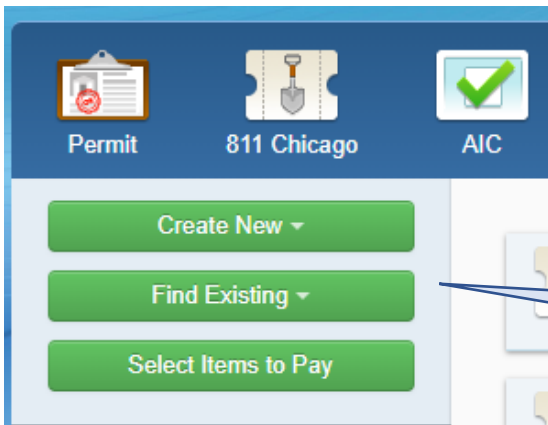 Permit 811 Chicago AIC
Create New
Find Existing
Select Items to Pay